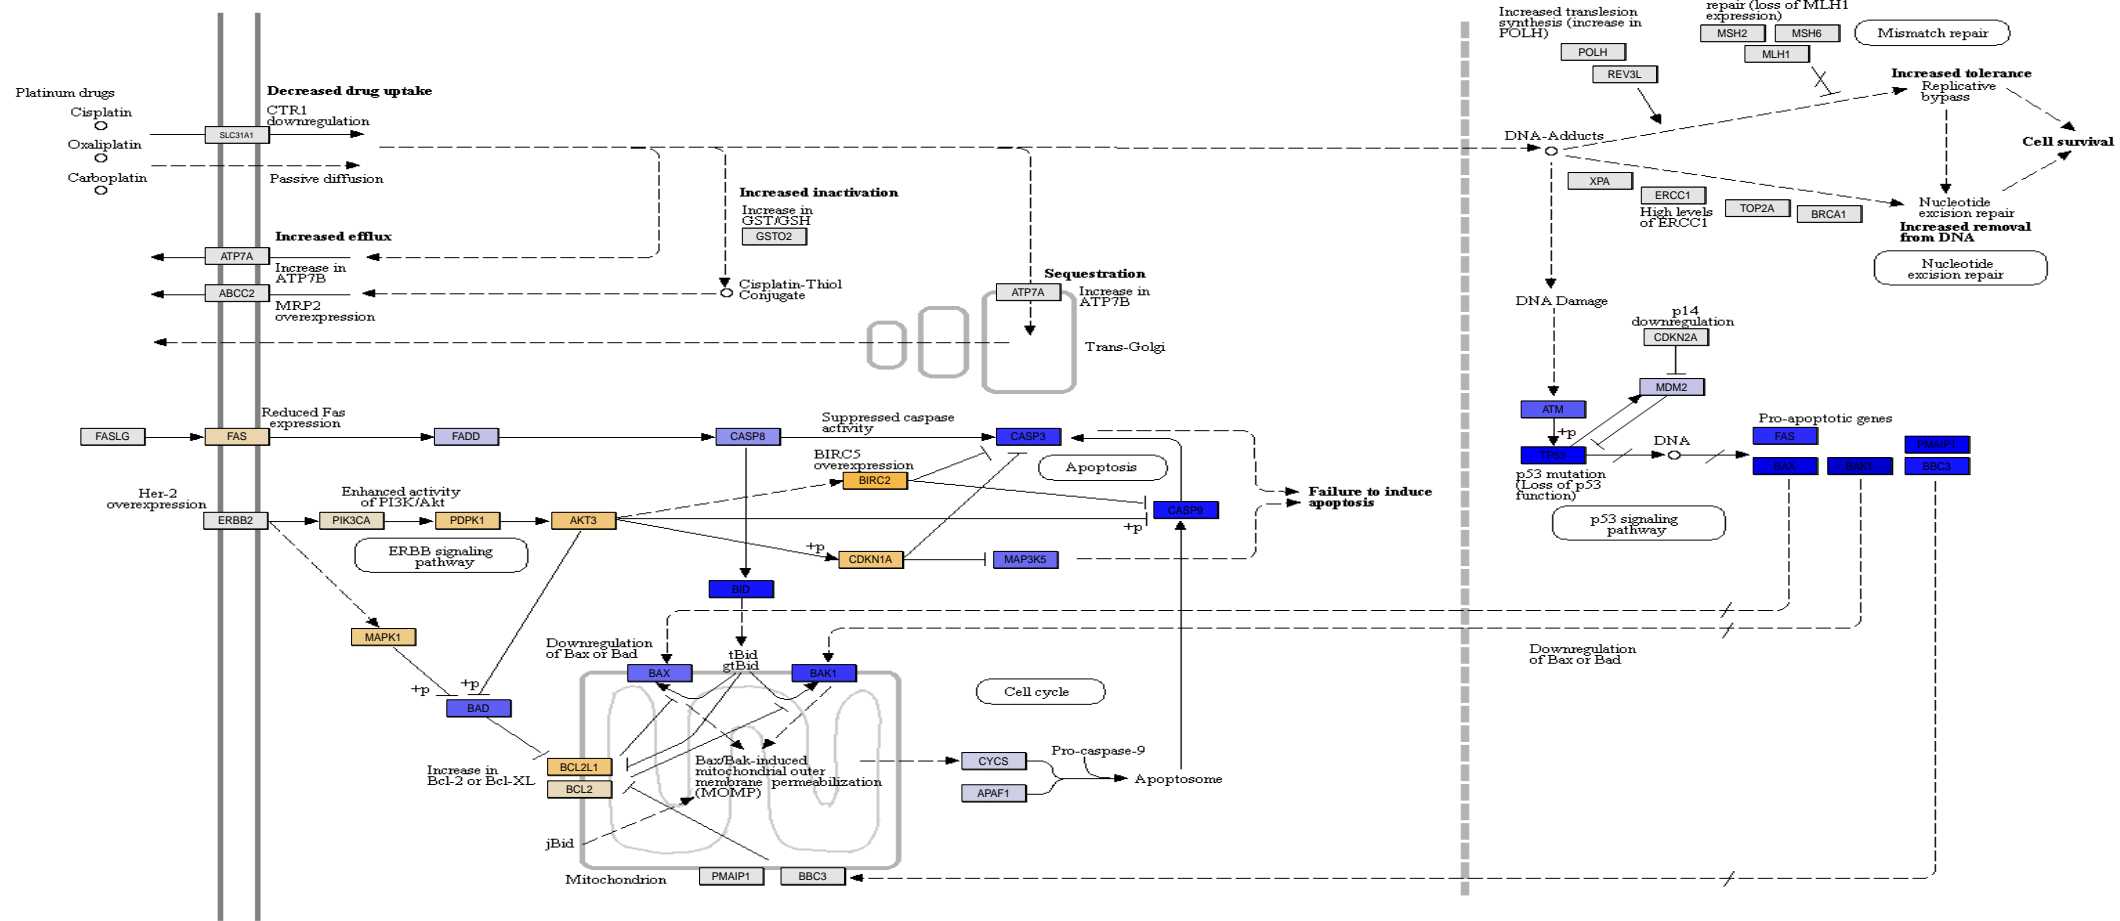 Increased translesion
synthesis (increase in
POLH)
repair (loss of MLH1
expression)
POLH
REV3L
MSH2
MSH6
MLH1
Mismatch repair
Increased tolerance
Replicative
bypass
Cell survival
Platinum drugs
Cisplatin
Oxaliplatin
Carboplatin
Decreased drug uptake
CTR1
downregulation
SLC31A1
Passive diffusion
DNA-Adducts
XPA
ERCC1
High levels
of ERCC1
TOP2A
BRCA1
Nucleotide
excision repair
Increased removal
from DNA
Nucleotide
excision repair
Increased inactivation
Increase in
GST/GSH
GSTO2
Increased efflux
ATP7A
Increase in
ATP7B
ABCC2
MRP2
overexpression
Cisplatin-Thiol
Conjugate
Sequestration
ATP7A
Increase in
ATP7B
Trans-Golgi
DNA Damage
p14
downregulation
CDKN2A
MDM2
ATM
+p
TP53
p53 mutation
(Loss of p53
function)
DNA
Pro-apoptotic genes
FAS
PMAIP1
BAX
BAK1
BBC3
p53 signaling
pathway
FASLG
FAS
Reduced Fas
expression
FADD
CASP8
Suppressed caspase
activity
CASP3
Apoptosis
BIRC5
overexpression
BIRC2
Failure to induce
apoptosis
CASP9
+p
Her-2
overexpression
ERBB2
Enhanced activity
of PI3K/Akt
PIK3CA
PDPK1
AKT3
ERBB signaling
pathway
+p
CDKN1A
MAP3K5
BID
MAPK1
Downregulation
of Bax or Bad
tBid
gtBid
BAX
BAK1
Downregulation
of Bax or Bad
+p
+p
BAD
Cell cycle
Increase in
Bcl-2 or Bcl-XL
BCL2L1
BCL2
Bax/Bak-induced
mitochondrial outer
membrane permeabilization
(MOMP)
CYCS
APAF1
Pro-caspase-9
Apoptosome
jBid
Mitochondrion
PMAIP1
BBC3